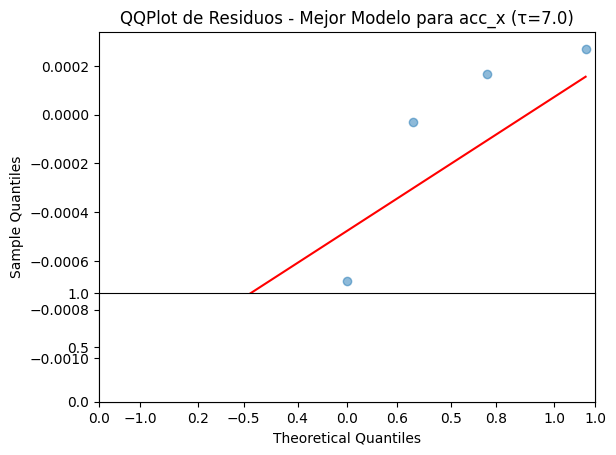 QQPlot de Residuos - Mejor Modelo para acc_x (τ=7.0)
0.0002
0.0000
−0.0002
−0.0004
−0.0006
1.0
−0.0008
0.5
−0.0010
0.0
Sample Quantiles
0.0 −1.0 0.2 −0.5 0.4 0.0 0.6 0.5 0.8 1.0 1.0
Theoretical Quantiles